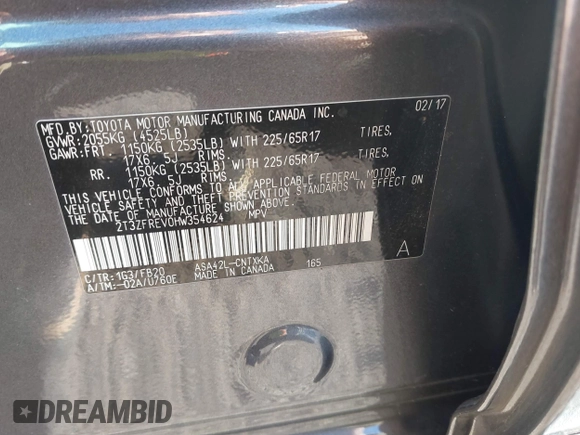 MFD.BY:TOYOTA MOTOR MANUFACTURING CANADA INC. 02/17
GVWR:2055KG (4525LB)
GAWR:FRT 1150KG (2535LB) WITH 225/65R17 TIRES.
17X6.5J RIMS.
RR. 1150KG (2535LB) WITH 225/65R17 TIRES.
17X6.5J RIMS.
THIS VEHICLE CONFORMS TO ALL APPLICABLE FEDERAL MOTOR
VEHICLE SAFETY AND THEFT PREVENTION STANDARDS IN EFFECT ON
THE DATE OF MANUFACTURE SHOWN ABOVE.
2T3ZFREV0HW354624 MPV
A
C/TR:1G3/FB20 ASA42L-CNTXKA 165
A/TM:-02A/U760E MADE IN CANADA
DREAMBID